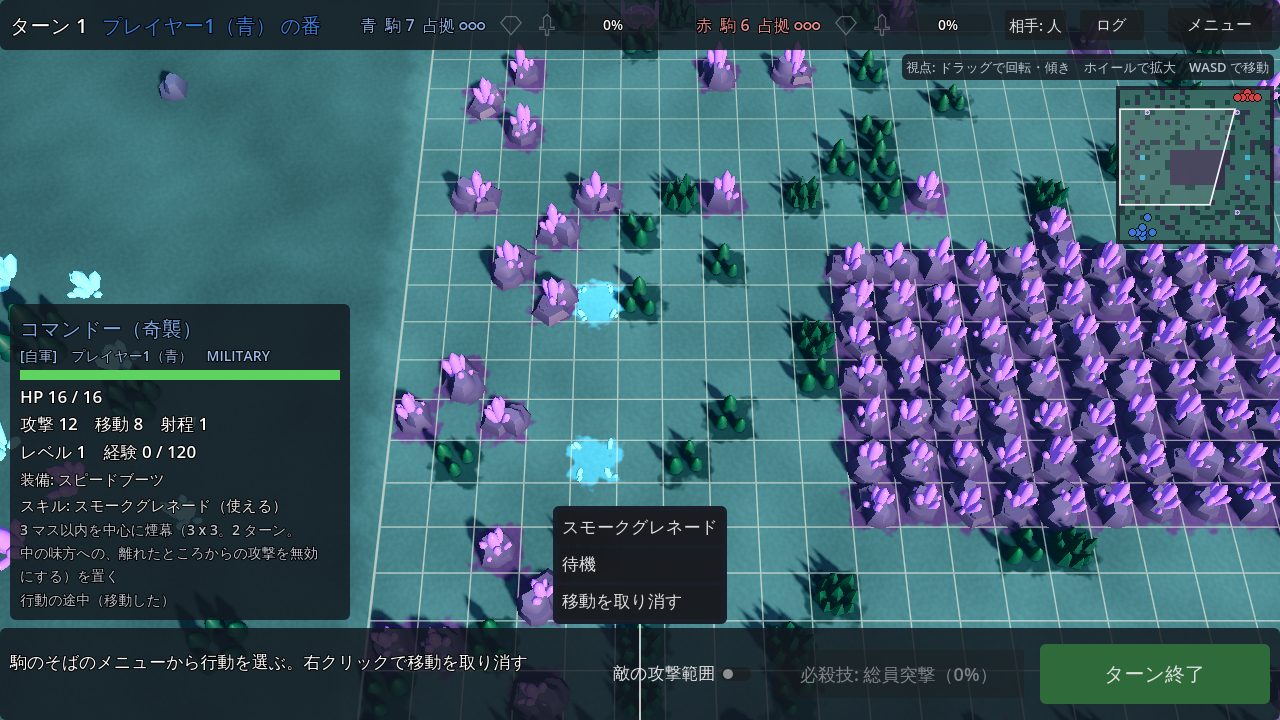 ターン 1 プレイヤー1（青）の番 青 駒 7 占拠 0% 赤 駒 6 占拠 0% 相手: 人 ログ メニュー
視点: ドラッグで回転・傾き ホイールで拡大 WASD で移動
コマンドー（奇襲）
[自軍] プレイヤー1（青） MILITARY
HP 16 / 16
攻撃 12 移動 8 射程 1
レベル 1 経験 0 / 120
装備: スピードブーツ
スキル: スモークグレネード（使える）
3 マス以内を中心に煙幕（3 x 3。2 ターン。
中の味方への、離れたところからの攻撃を無効
にする）を置く
行動の途中（移動した）
スモークグレネード
待機
移動を取り消す
駒のそばのメニューから行動を選ぶ。右クリックで移動を取り消す
敵の攻撃範囲
必殺技: 総員突撃（0%）
ターン終了